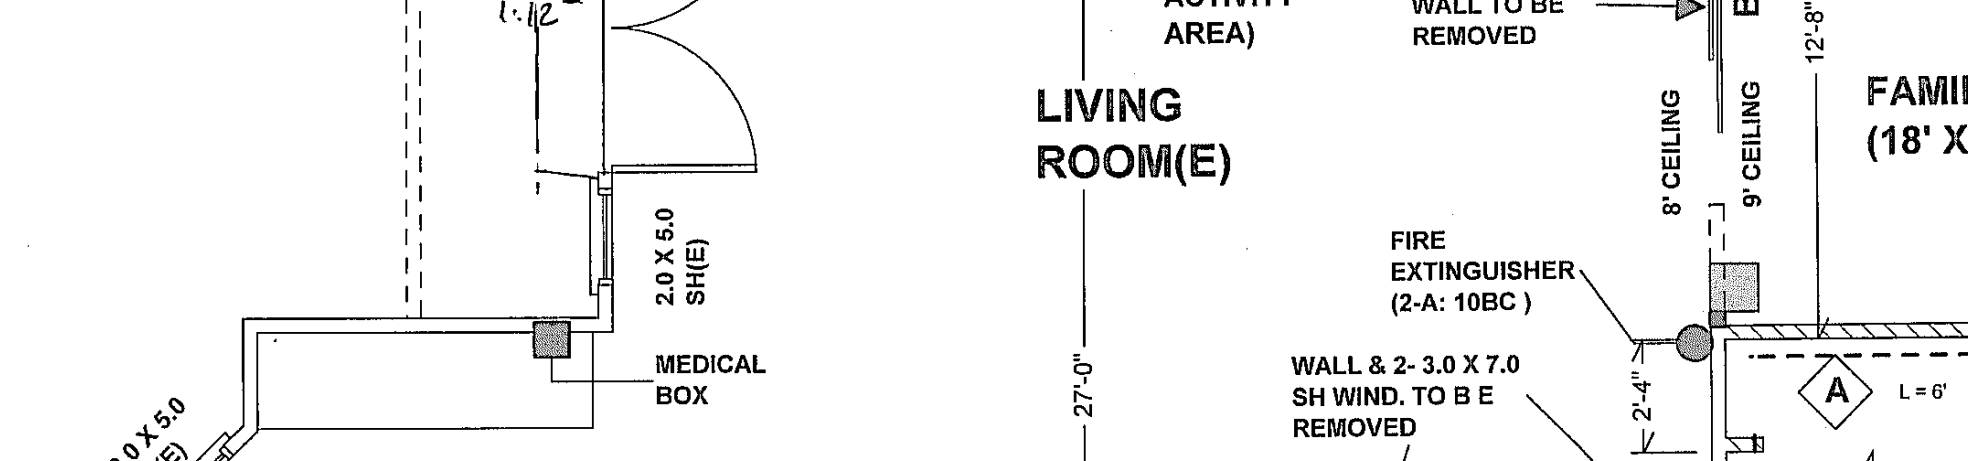 1:12
AREA)
WALL TO BE
REMOVED
12'-8"
LIVING
ROOM(E)
8' CEILING
9' CEILING
(18' X
2.0 X 5.0
SH(E)
FIRE
EXTINGUISHER
(2-A: 10BC )
MEDICAL
BOX
27'-0"
WALL & 2- 3.0 X 7.0
SH WIND. TO B E
REMOVED
2'-4"
A
L = 6'